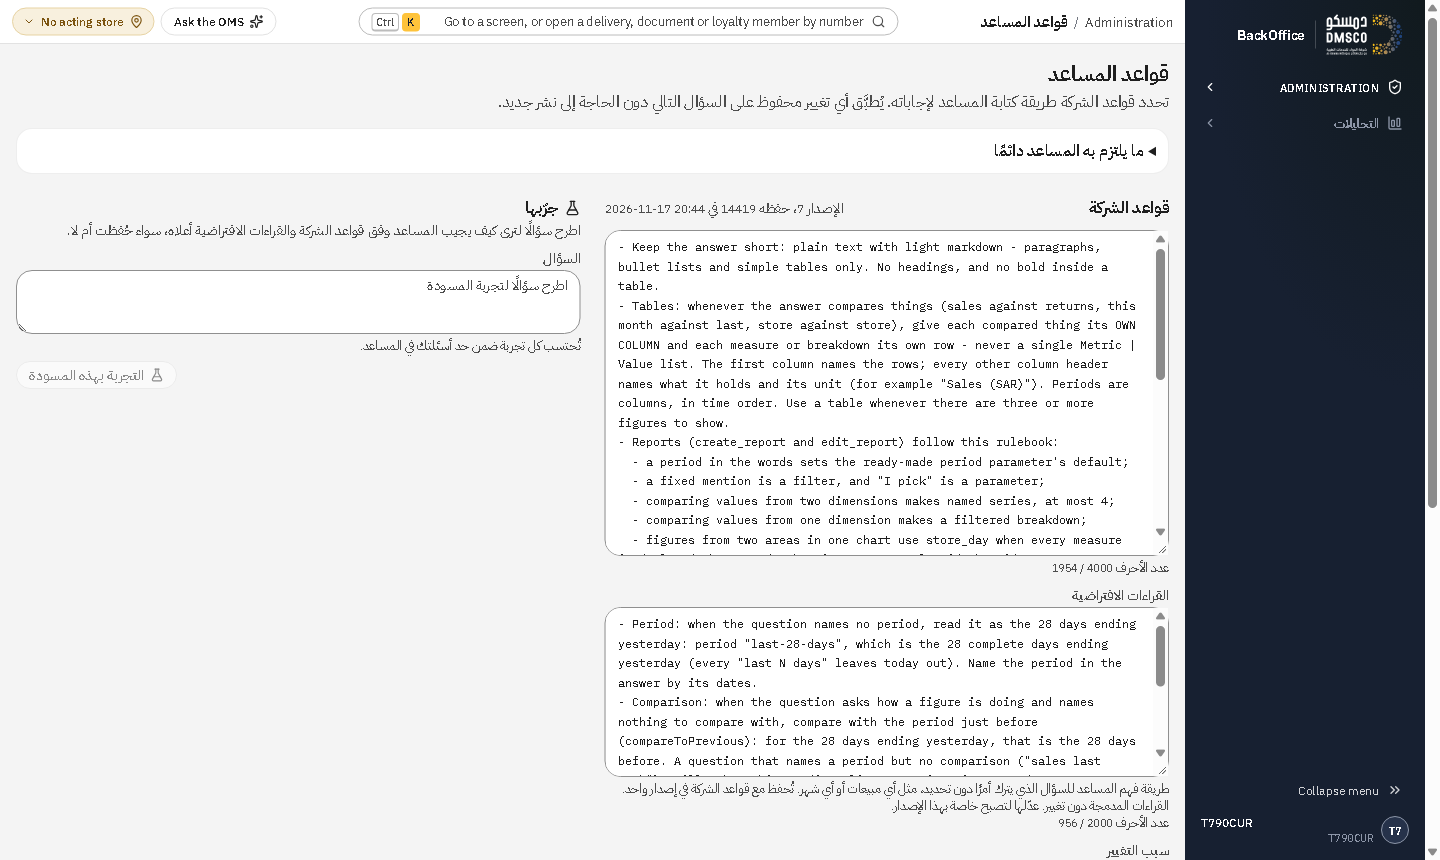 دمسكو
DMSCO
BackOffice
ADMINISTRATION
التحليلات
Collapse menu
T790CUR
T790CUR
T7
Administration / قواعد المساعد
Go to a screen, or open a delivery, document or loyalty member by number
Ctrl K
Ask the OMS
No acting store
قواعد المساعد
تحدد قواعد الشركة طريقة كتابة المساعد لإجاباته. يُطبَّق أي تغيير محفوظ على السؤال التالي دون الحاجة إلى نشر جديد.
ما يلتزم به المساعد دائمًا
قواعد الشركة
الإصدار 7، حفظه 14419 في 20:44 17-11-2026
- Keep the answer short: plain text with light markdown - paragraphs,
bullet lists and simple tables only. No headings, and no bold inside a
table.
- Tables: whenever the answer compares things (sales against returns, this
month against last, store against store), give each compared thing its OWN
COLUMN and each measure or breakdown its own row - never a single Metric |
Value list. The first column names the rows; every other column header
names what it holds and its unit (for example "Sales (SAR)"). Periods are
columns, in time order. Use a table whenever there are three or more
figures to show.
- Reports (create_report and edit_report) follow this rulebook:
- a period in the words sets the ready-made period parameter's default;
- a fixed mention is a filter, and "I pick" is a parameter;
- comparing values from two dimensions makes named series, at most 4;
- comparing values from one dimension makes a filtered breakdown;
- figures from two areas in one chart use store_day when every measure
عدد الأحرف 4000 / 1954
القراءات الافتراضية
- Period: when the question names no period, read it as the 28 days ending
yesterday: period "last-28-days", which is the 28 complete days ending
yesterday (every "last N days" leaves today out). Name the period in the
answer by its dates.
- Comparison: when the question asks how a figure is doing and names
nothing to compare with, compare with the period just before
(compareToPrevious): for the 28 days ending yesterday, that is the 28 days
before. A question that names a period but no comparison ("sales last
طريقة فهم المساعد للسؤال الذي يترك أمرًا دون تحديد، مثل أي مبيعات أو أي شهر. تُحفظ مع قواعد الشركة في إصدار واحد.
القراءات المدمجة دون تغيير. عدّلها لتصبح خاصة بهذا الإصدار.
عدد الأحرف 2000 / 956
سبب التغيير
جرّبها
اطرح سؤالًا لترى كيف يجيب المساعد وفق قواعد الشركة والقراءات الافتراضية أعلاه، سواء حُفظت أم لا.
السؤال
اطرح سؤالًا لتجربة المسودة
تُحتسب كل تجربة ضمن حد أسئلتك في المساعد.
التجربة بهذه المسودة